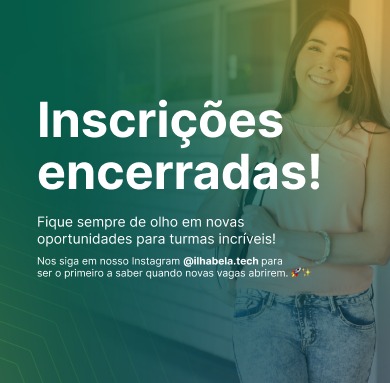 Inscrições
encerradas!
Fique sempre de olho em novas
oportunidades para turmas incríveis!
Nos siga em nosso Instagram @ilhabela.tech para
ser o primeiro a saber quando novas vagas abrirem. 🚀✨